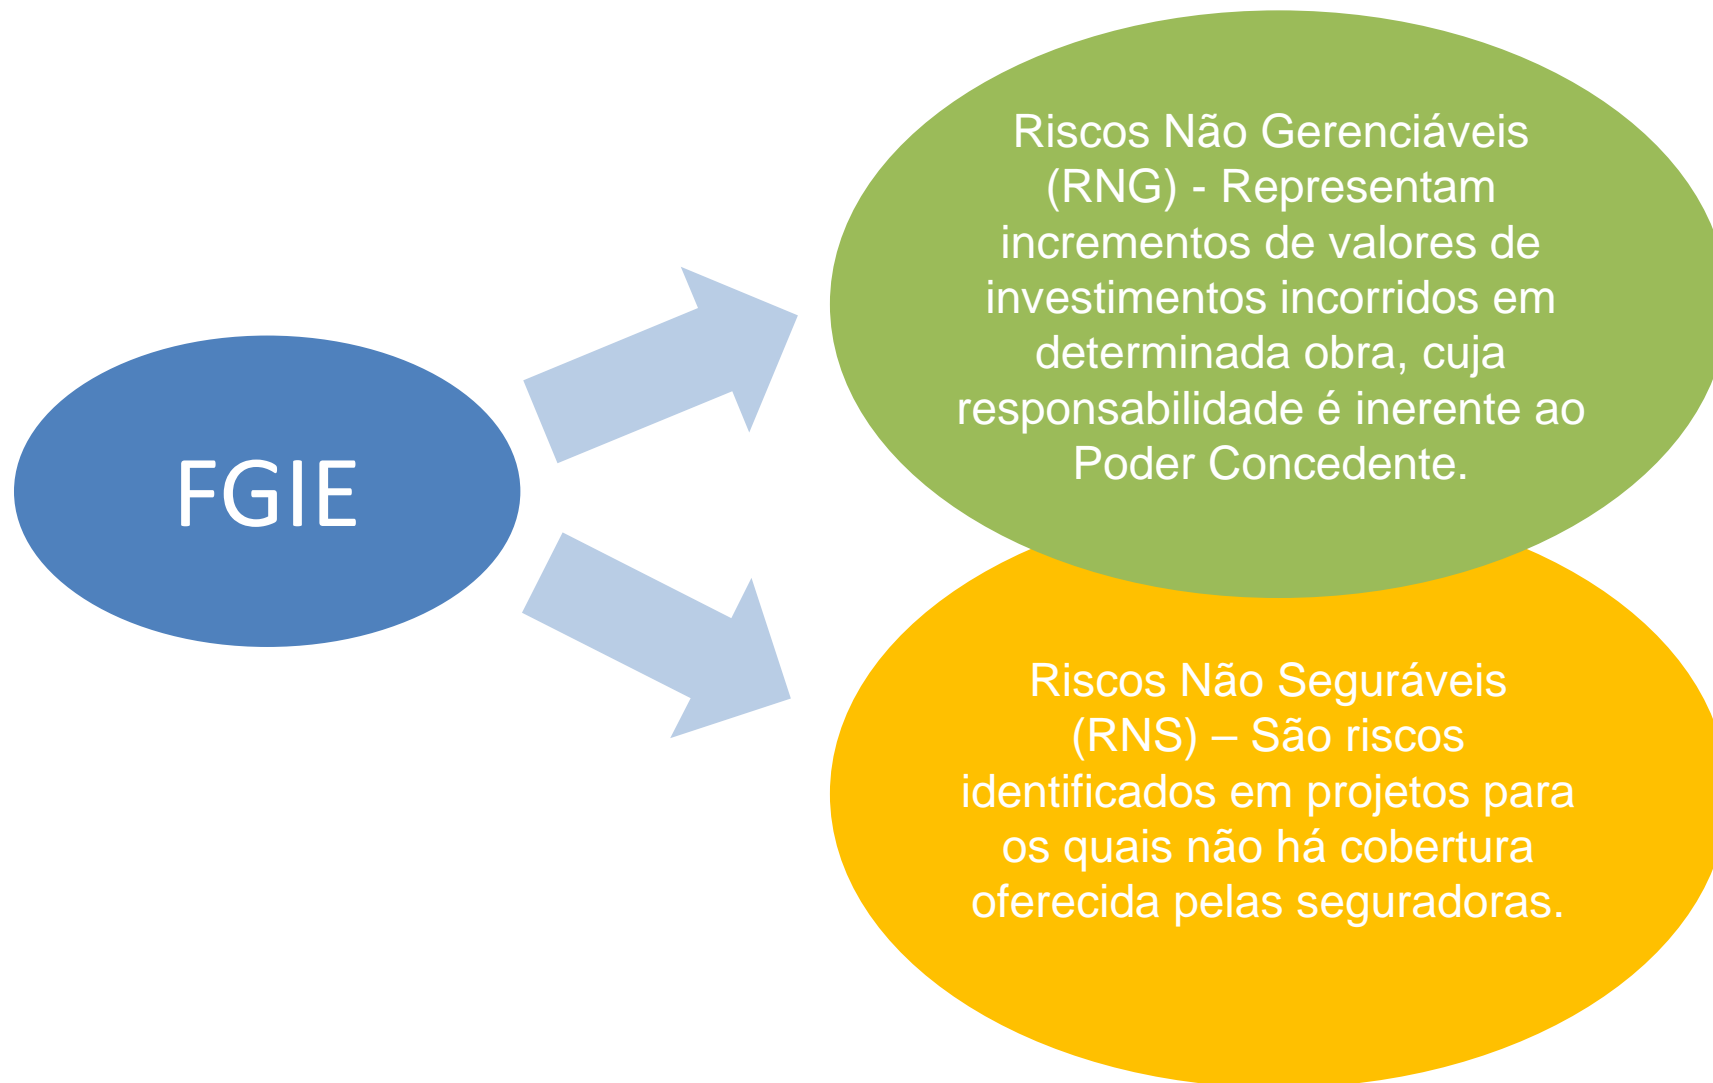 FGIE
Riscos Não Gerenciáveis
(RNG) - Representam
incrementos de valores de
investimentos incorridos em
determinada obra, cuja
responsabilidade é inerente ao
Poder Concedente.
Riscos Não Seguráveis
(RNS) – São riscos
identificados em projetos para
os quais não há cobertura
oferecida pelas seguradoras.